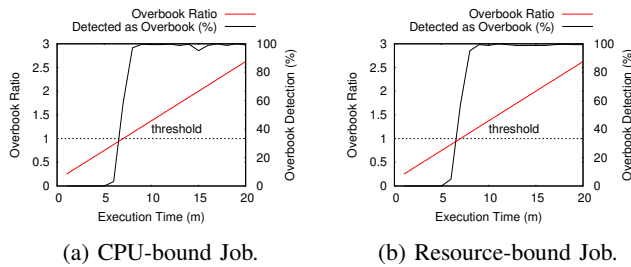 Overbook Ratio
Detected as Overbook (%)
3
2.5
2
1.5
1
0.5
0
Overbook Ratio
threshold
100
80
60
40
20
0
Overbook Detection (%)
0 5 10 15 20
Execution Time (m)
(a) CPU-bound Job.
Overbook Ratio
Detected as Overbook (%)
3
2.5
2
1.5
1
0.5
0
Overbook Ratio
threshold
100
80
60
40
20
0
Overbook Detection (%)
0 5 10 15 20
Execution Time (m)
(b) Resource-bound Job.